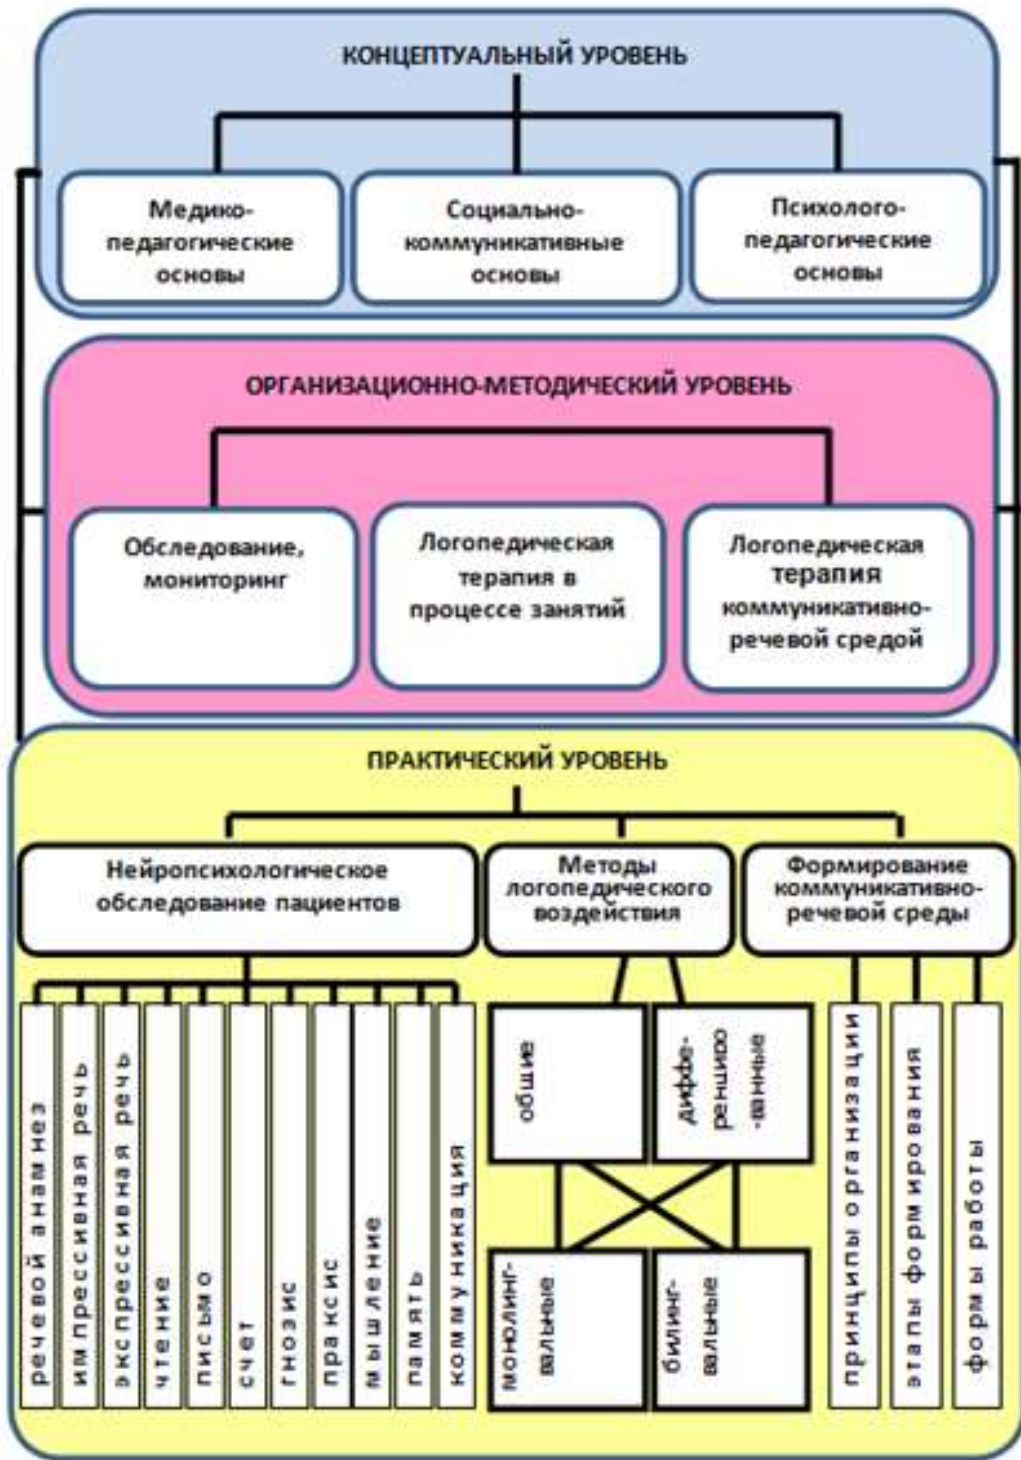 КОНЦЕПТУАЛЬНЫЙ УРОВЕНЬ
Медико-
педагогические
основы
Социально-
коммуникативные
основы
Психолого-
педагогические
основы
ОРГАНИЗАЦИОННО-МЕТОДИЧЕСКИЙ УРОВЕНЬ
Обследование,
мониторинг
Логопедическая
терапия в
процессе занятий
Логопедическая
терапия
коммуникативно-
речевой средой
ПРАКТИЧЕСКИЙ УРОВЕНЬ
Нейропсихологическое
обследование пациентов
Методы
логопедического
воздействия
Формирование
коммуникативно-
речевой среды
речевой анамнез
импрессивная речь
экспрессивная речь
чтение
письмо
счет
гнозис
праксис
мышление
память
коммуникация
общие
диффе-
ренциро
-ванные
монолинг-
вальные
билинг-
вальные
принципы организации
этапы формирования
формы работы